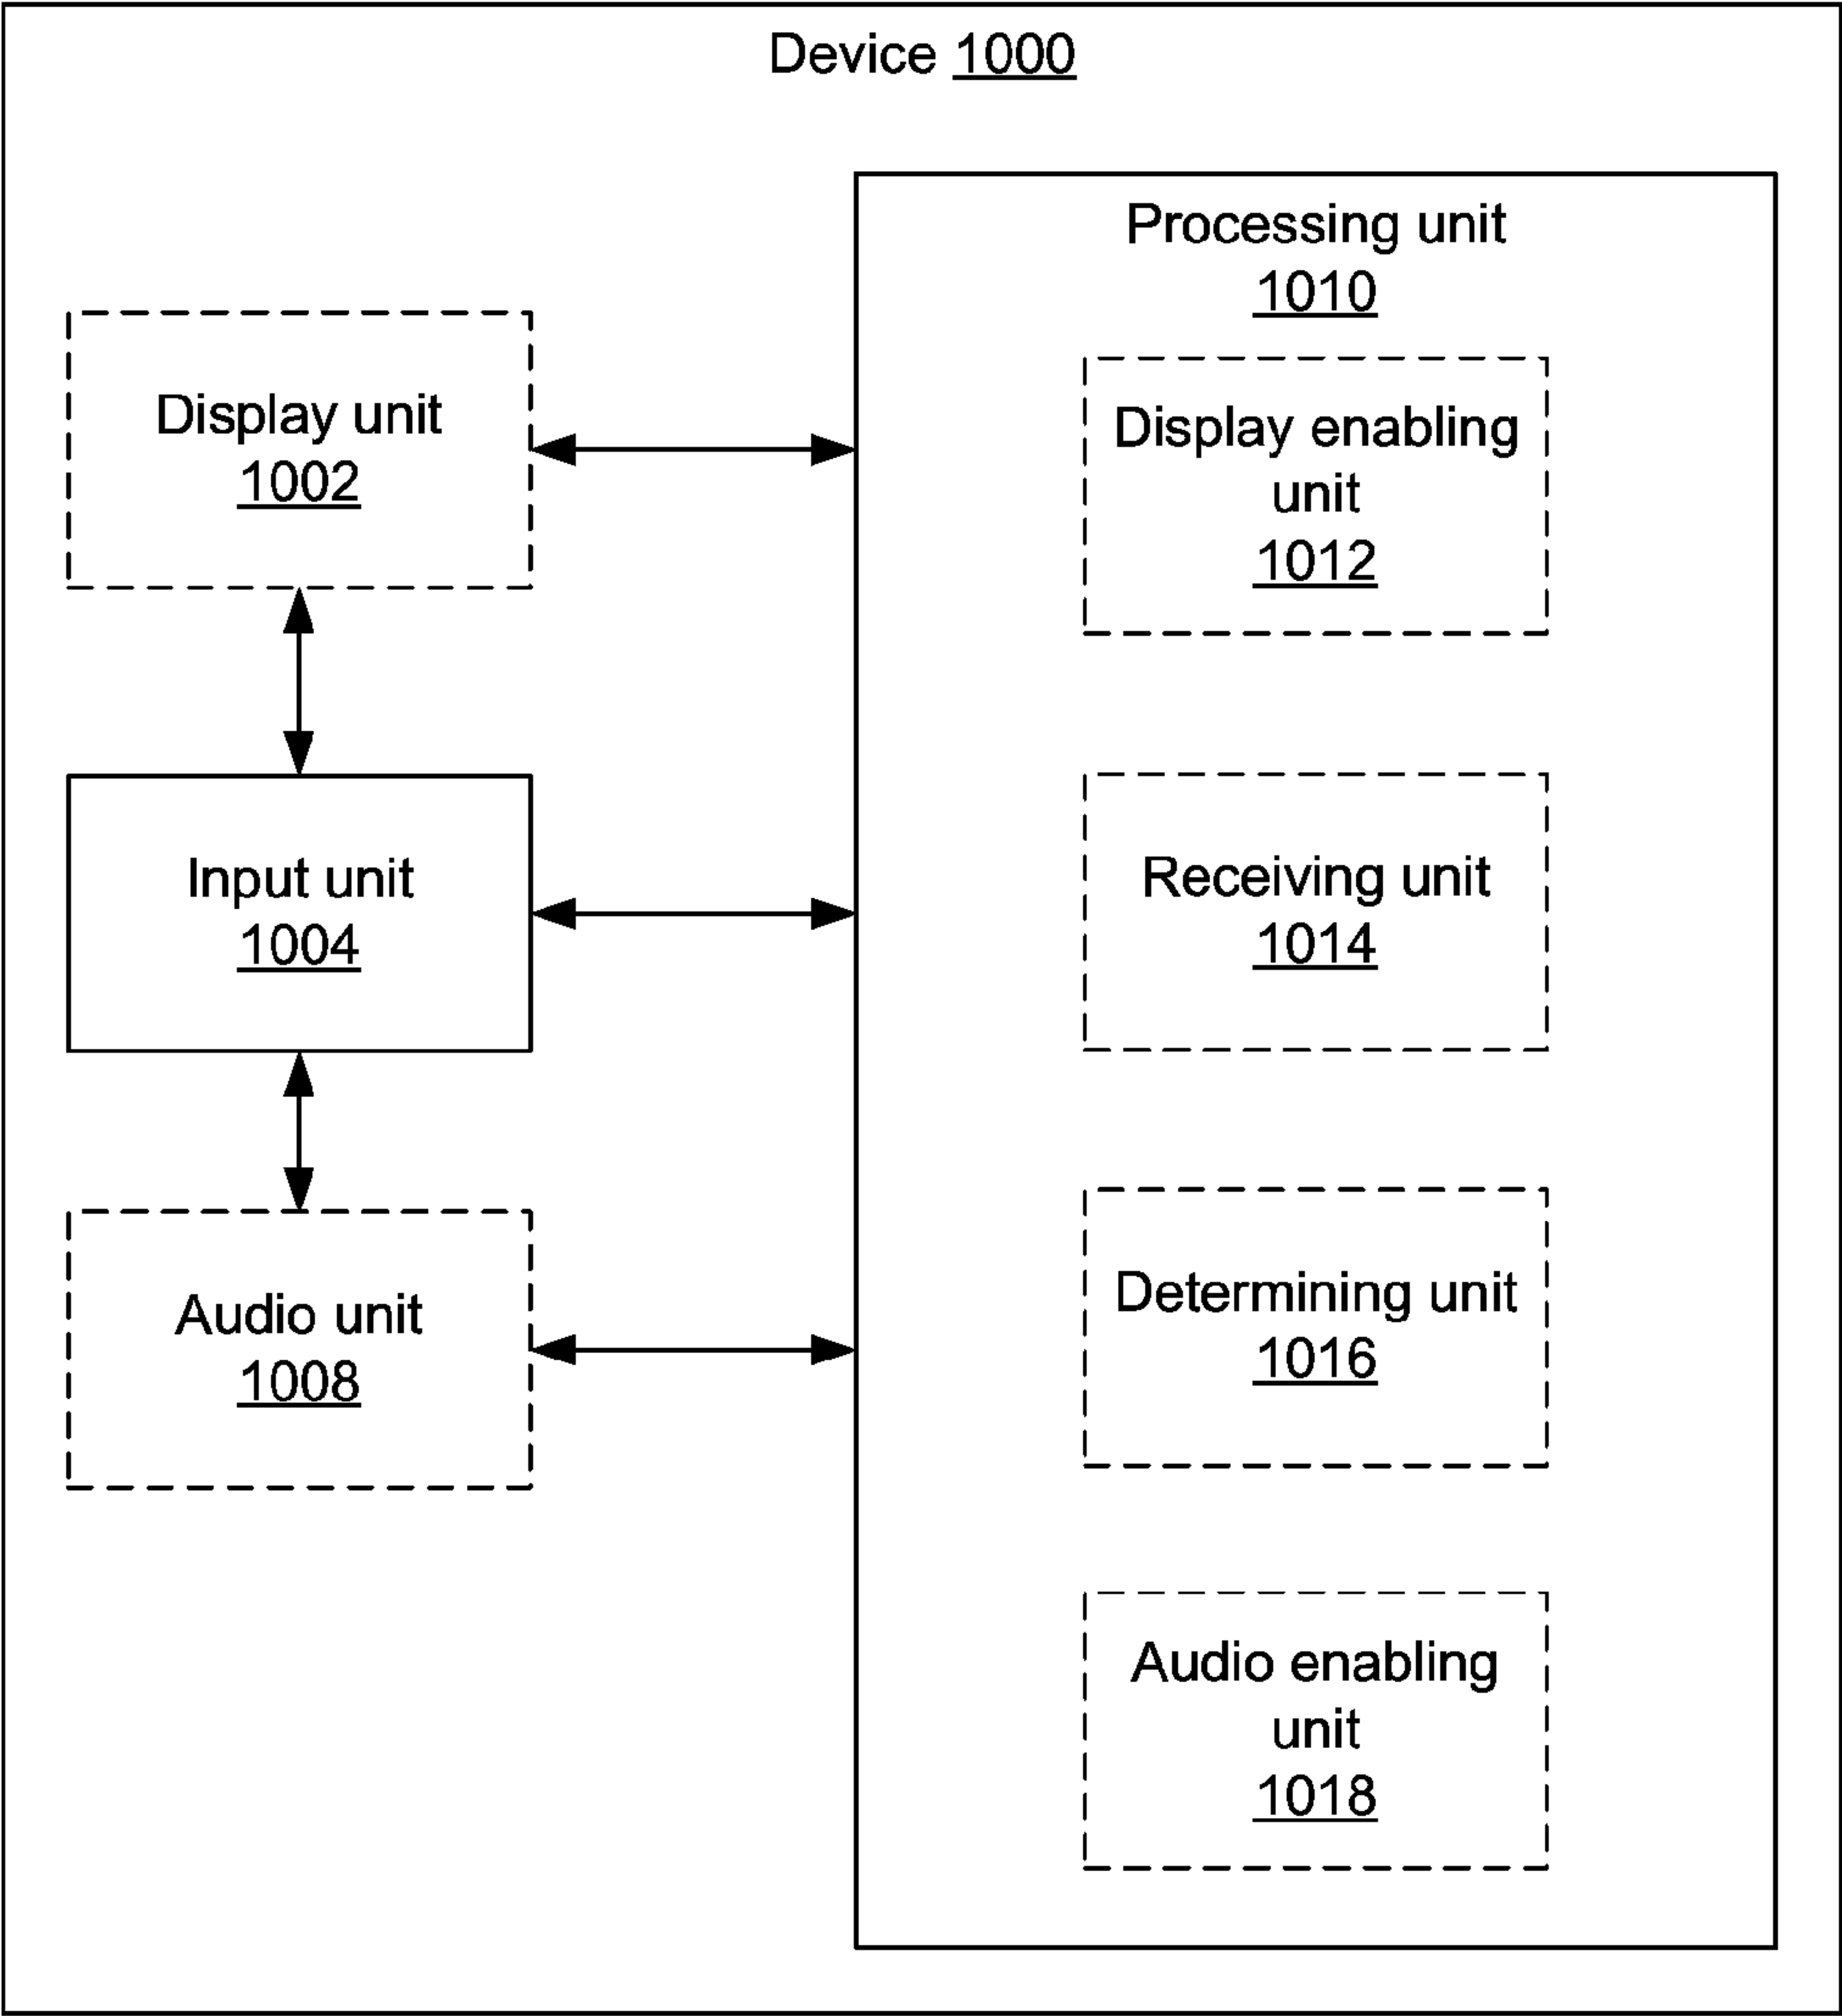 Device 1000
Processing unit
1010
Display unit
1002
Display enabling
unit
1012
Input unit
1004
Receiving unit
1014
Audio unit
1008
Determining unit
1016
Audio enabling
unit
1018